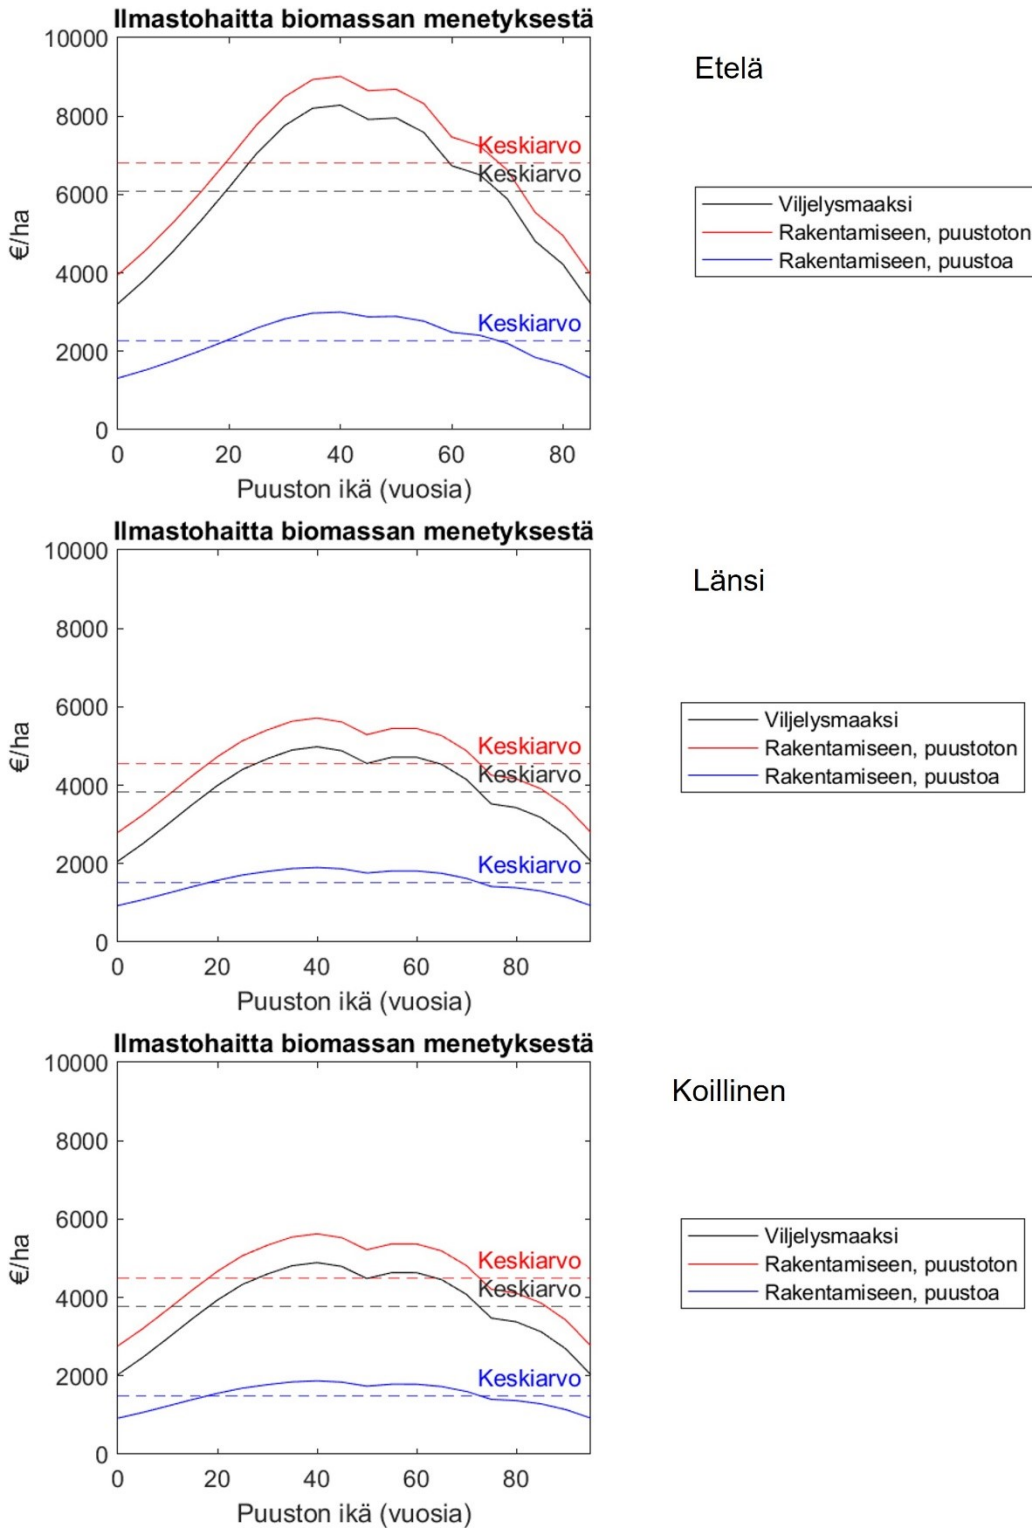 Ilmastohaitta biomassan menetyksestä
Etelä
10000
8000
6000
4000
2000
0
€/ha
Keskiarvo
Keskiarvo
Keskiarvo
0 20 40 60 80
Puuston ikä (vuosia)
Viljelysmaaksi
Rakentamiseen, puustoton
Rakentamiseen, puustoa
Ilmastohaitta biomassan menetyksestä
Länsi
10000
8000
6000
4000
2000
0
€/ha
Keskiarvo
Keskiarvo
Keskiarvo
0 20 40 60 80
Puuston ikä (vuosia)
Viljelysmaaksi
Rakentamiseen, puustoton
Rakentamiseen, puustoa
Ilmastohaitta biomassan menetyksestä
Koillinen
10000
8000
6000
4000
2000
0
€/ha
Keskiarvo
Keskiarvo
Keskiarvo
0 20 40 60 80
Puuston ikä (vuosia)
Viljelysmaaksi
Rakentamiseen, puustoton
Rakentamiseen, puustoa